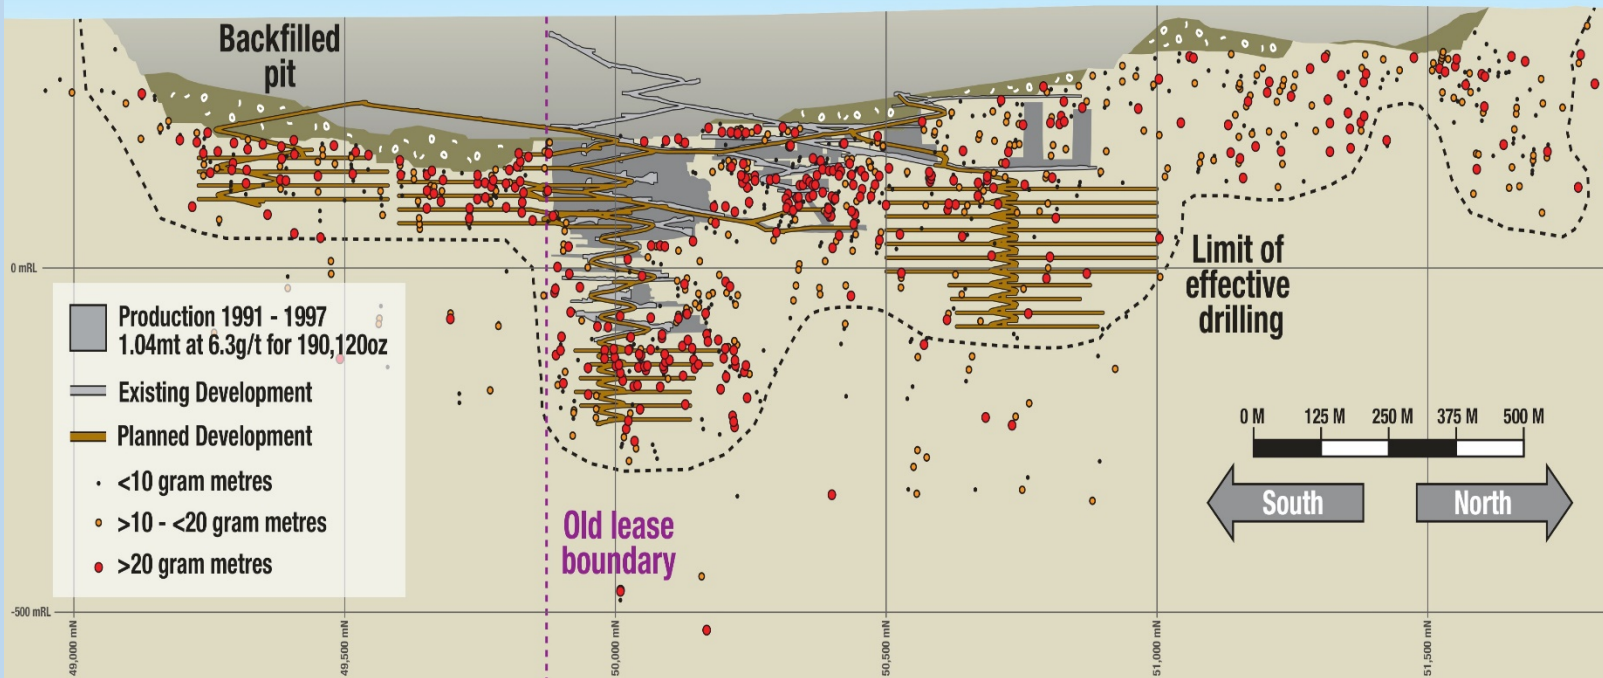 Backfilled
pit
0 mRL
Production 1991 - 1997
1.04mt at 6.3g/t for 190,120oz
Existing Development
Planned Development
<10 gram metres
>10 - <20 gram metres
>20 gram metres
Old lease
boundary
Limit of
effective
drilling
0 M 125 M 250 M 375 M 500 M
South North
-500 mRL
49,000 mN 49,500 mN 50,000 mN 50,500 mN 51,000 mN 51,500 mN